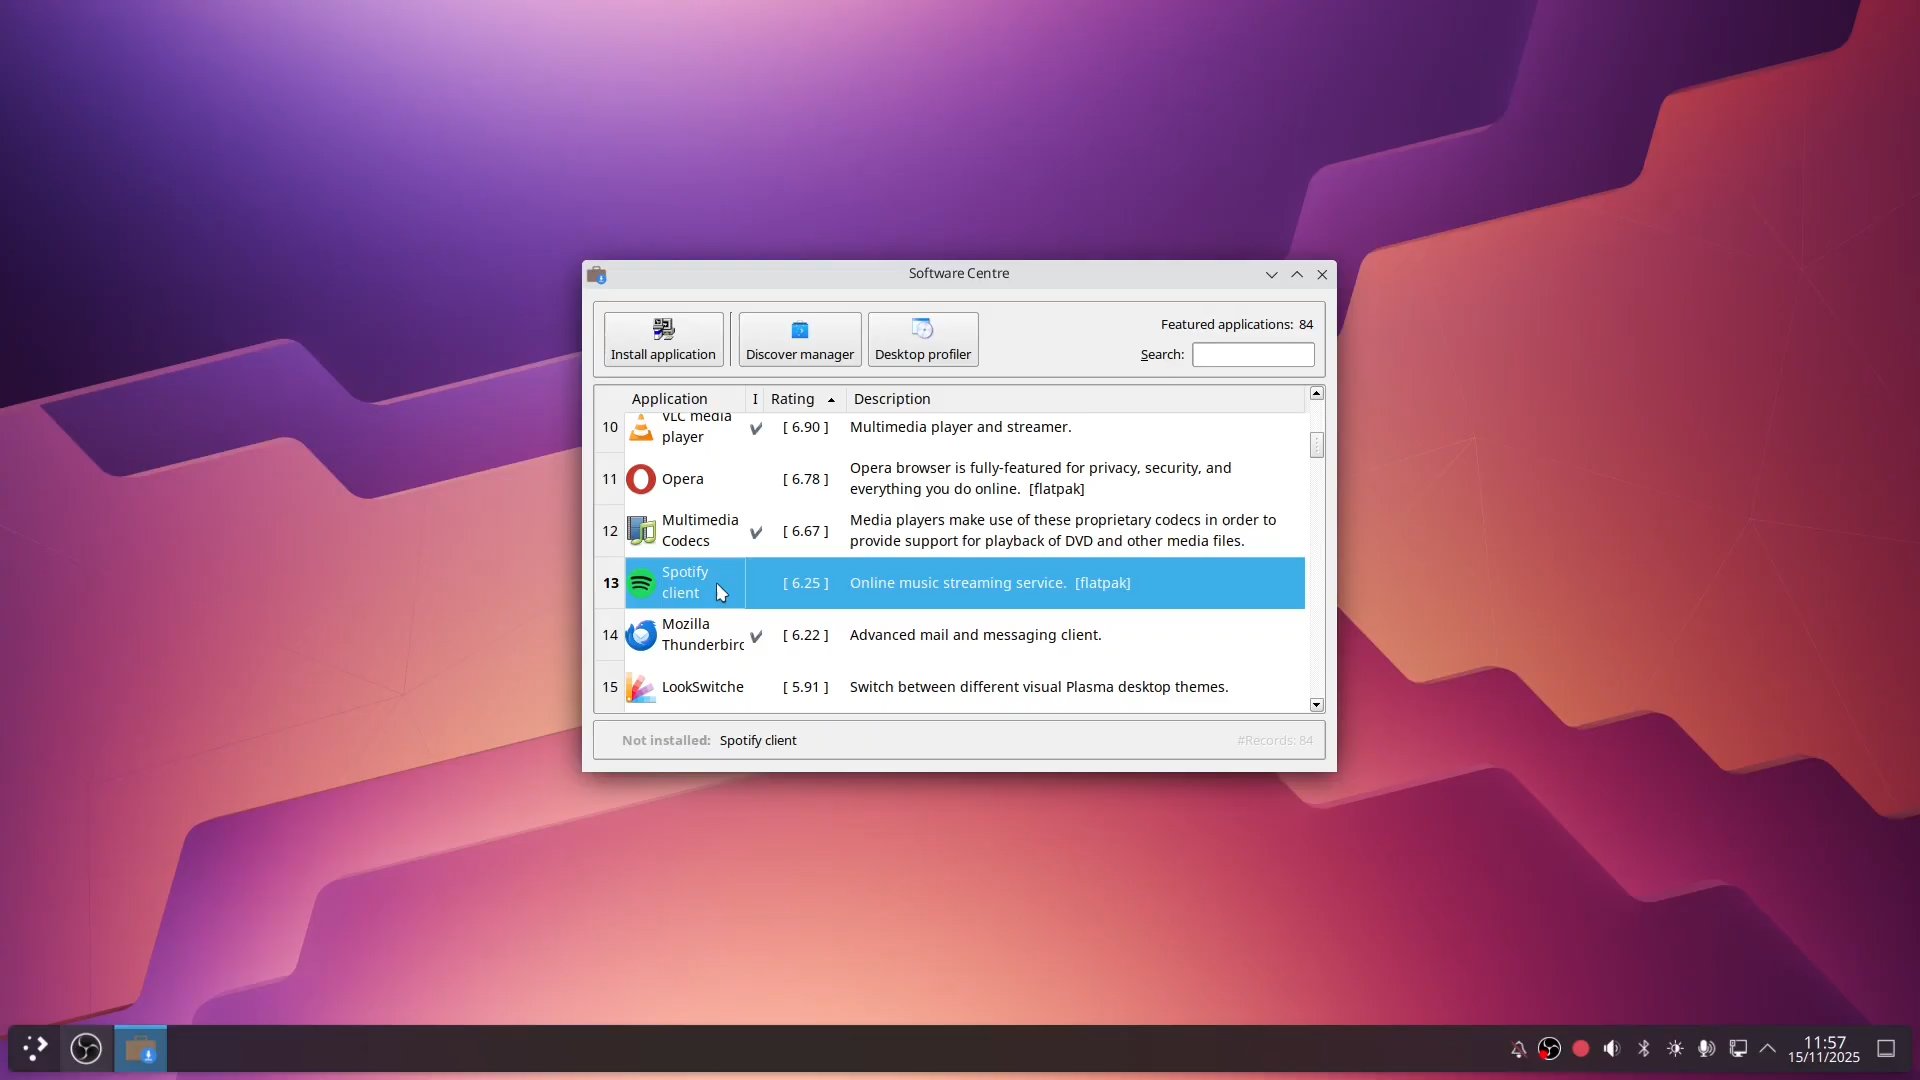 Software Centre
Install application
Discover manager
Desktop profiler
Featured applications: 84
Search:
Application I Rating Description
10 VLC media player [ 6.90 ] Multimedia player and streamer.
11 Opera [ 6.78 ] Opera browser is fully-featured for privacy, security, and
everything you do online. [flatpak]
12 Multimedia Codecs [ 6.67 ] Media players make use of these proprietary codecs in order to
provide support for playback of DVD and other media files.
13 Spotify client [ 6.25 ] Online music streaming service. [flatpak]
14 Mozilla Thunderbird [ 6.22 ] Advanced mail and messaging client.
15 LookSwitche [ 5.91 ] Switch between different visual Plasma desktop themes.
Not installed: Spotify client
#Records: 84
11:57
15/11/2025